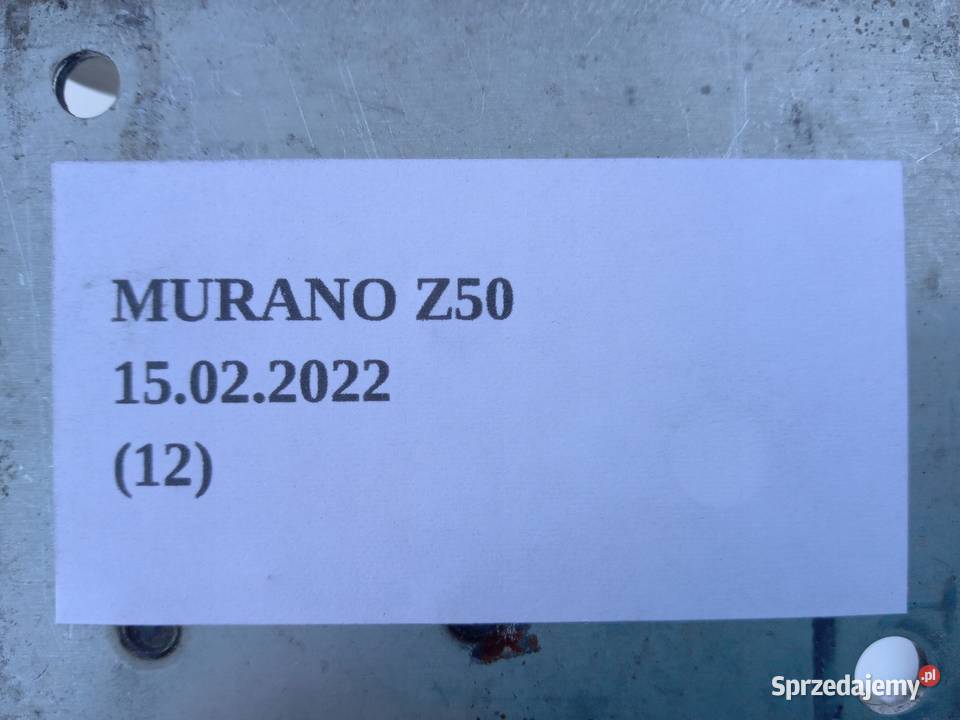 MURANO Z50
15.02.2022
(12)
Sprzedajemy.pl